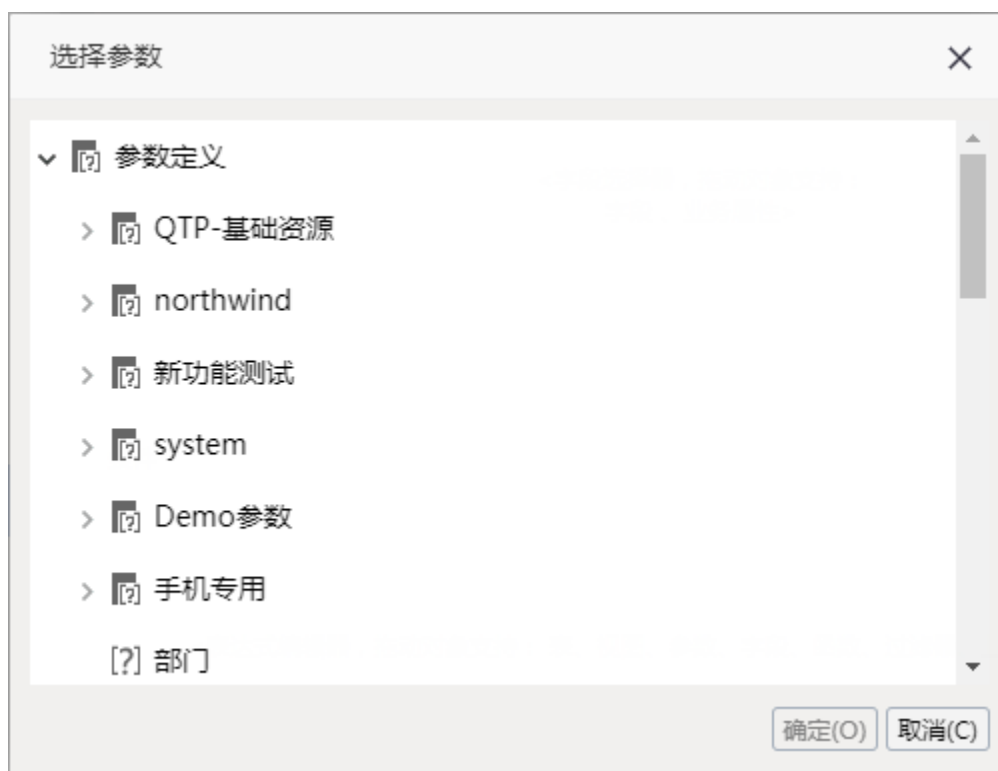 选择参数
参数定义
QTP-基础资源
northwind
新功能测试
system
Demo参数
手机专用
[?] 部门
确定(O) 取消(C)